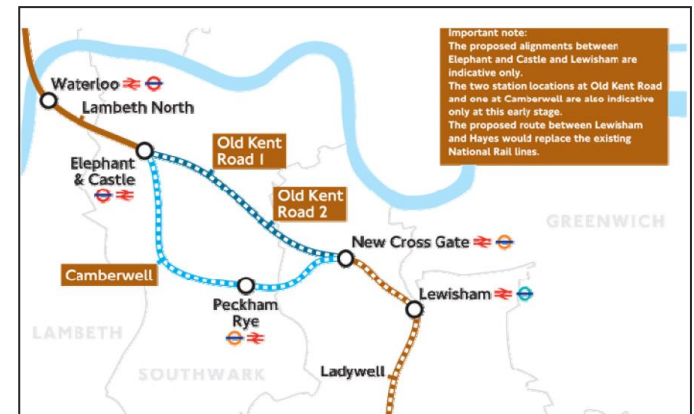 Important note:
The proposed alignments between
Elephant and Castle and Lewisham are
indicative only.
The two station locations at Old Kent Road
and one at Camberwell are also indicative
only at this early stage.
The proposed route between Lewisham
and Hayes would replace the existing
National Rail lines.
Waterloo
Lambeth North
Elephant
& Castle
Old Kent
Road 1
Old Kent
Road 2
GREENWICH
New Cross Gate
Camberwell
Lewisham
Peckham
Rye
LAMBETH
SOUTHWARK
Ladywell